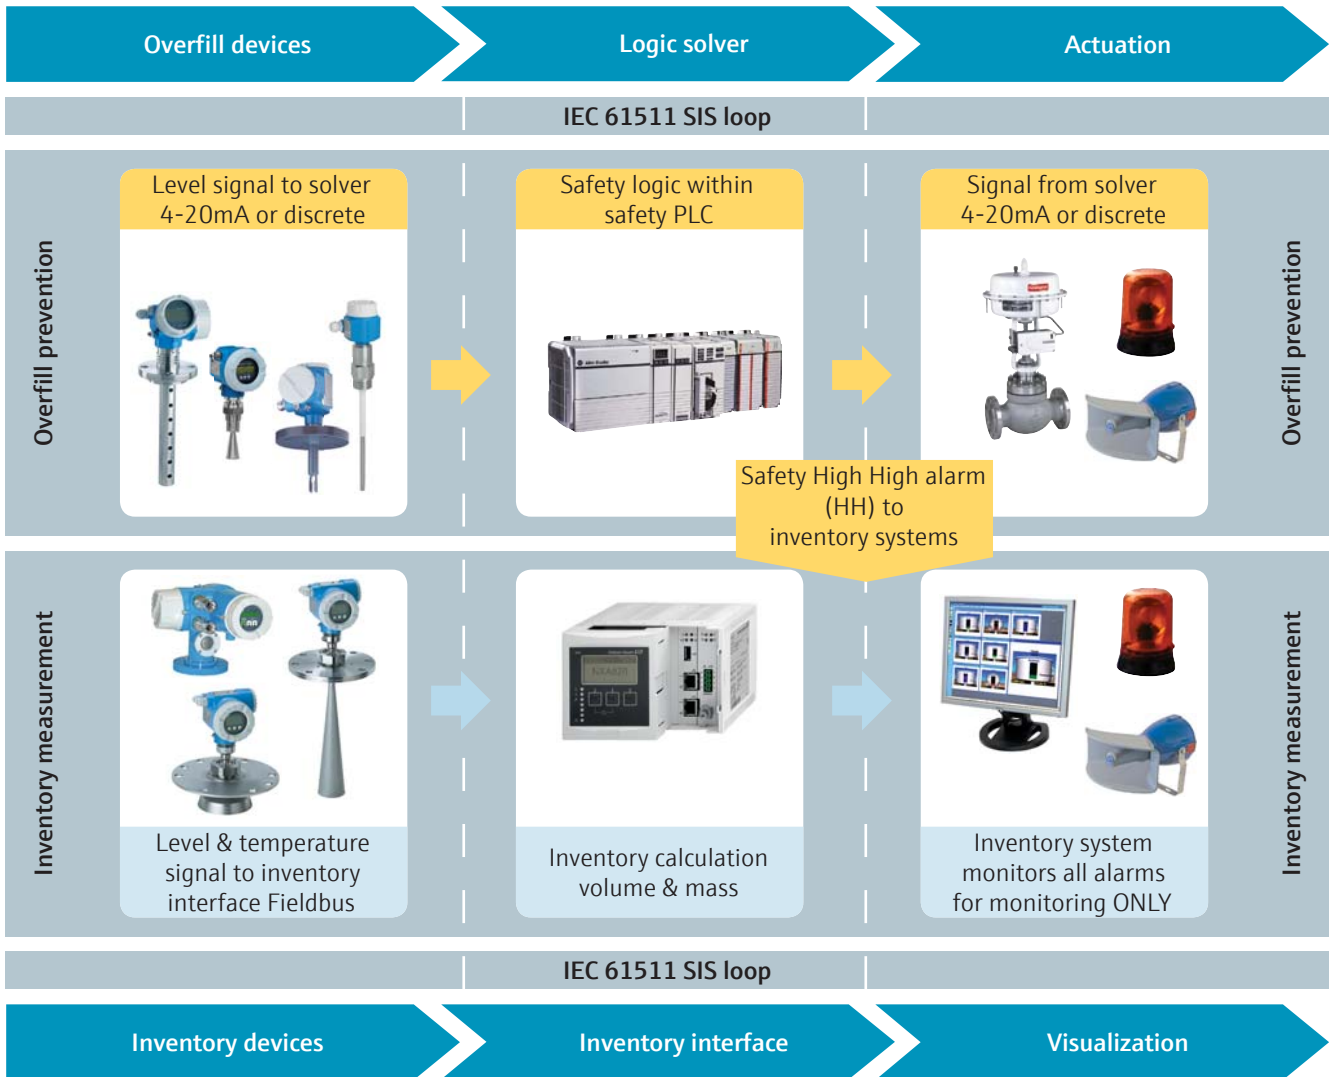 Overfill devices
Logic solver
Actuation
IEC 61511 SIS loop
Overfill prevention
Level signal to solver
4-20mA or discrete
Safety logic within
safety PLC
Signal from solver
4-20mA or discrete
Overfill prevention
Safety High High alarm
(HH) to
inventory systems
Inventory measurement
Level & temperature
signal to inventory
interface Fieldbus
Inventory calculation
volume & mass
Inventory system
monitors all alarms
for monitoring ONLY
Inventory measurement
IEC 61511 SIS loop
Inventory devices
Inventory interface
Visualization